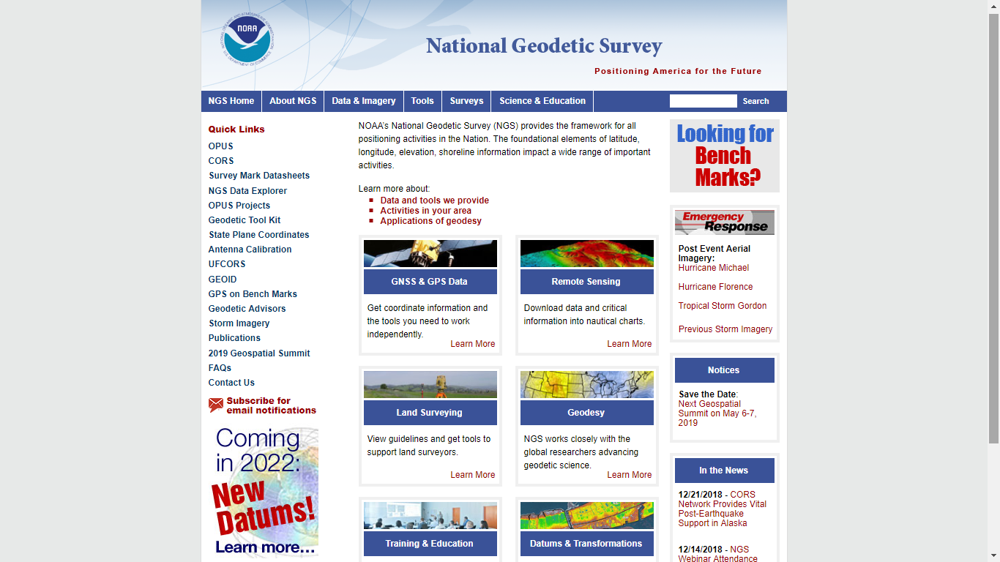 NOAA
NATIONAL OCEANIC AND ATMOSPHERIC ADMINISTRATION
U.S. DEPARTMENT OF COMMERCE
National Geodetic Survey
Positioning America for the Future
NGS Home
About NGS
Data & Imagery
Tools
Surveys
Science & Education
Search
Quick Links
OPUS
CORS
Survey Mark Datasheets
NGS Data Explorer
OPUS Projects
Geodetic Tool Kit
State Plane Coordinates
Antenna Calibration
UFCORS
GEOID
GPS on Bench Marks
Geodetic Advisors
Storm Imagery
Publications
2019 Geospatial Summit
FAQs
Contact Us
Subscribe for
email notifications
Coming
in 2022:
New
Datums!
Learn more...
NOAA's National Geodetic Survey (NGS) provides the framework for all
positioning activities in the Nation. The foundational elements of latitude,
longitude, elevation, shoreline information impact a wide range of important
activities.
Learn more about:
Data and tools we provide
Activities in your area
Applications of geodesy
GNSS & GPS Data
Get coordinate information and
the tools you need to work
independently.
Learn More
Remote Sensing
Download data and critical
information into nautical charts.
Learn More
Land Surveying
View guidelines and get tools to
support land surveyors.
Learn More
Geodesy
NGS works closely with the
global researchers advancing
geodetic science.
Learn More
Training & Education
Datums & Transformations
Looking for
Bench
Marks?
Emergency
Response
Post Event Aerial
Imagery:
Hurricane Michael
Hurricane Florence
Tropical Storm Gordon
Previous Storm Imagery
Notices
Save the Date:
Next Geospatial
Summit on May 6-7,
2019
In the News
12/21/2018 - CORS
Network Provides Vital
Post-Earthquake
Support in Alaska
12/14/2018 - NGS
Webinar Attendance